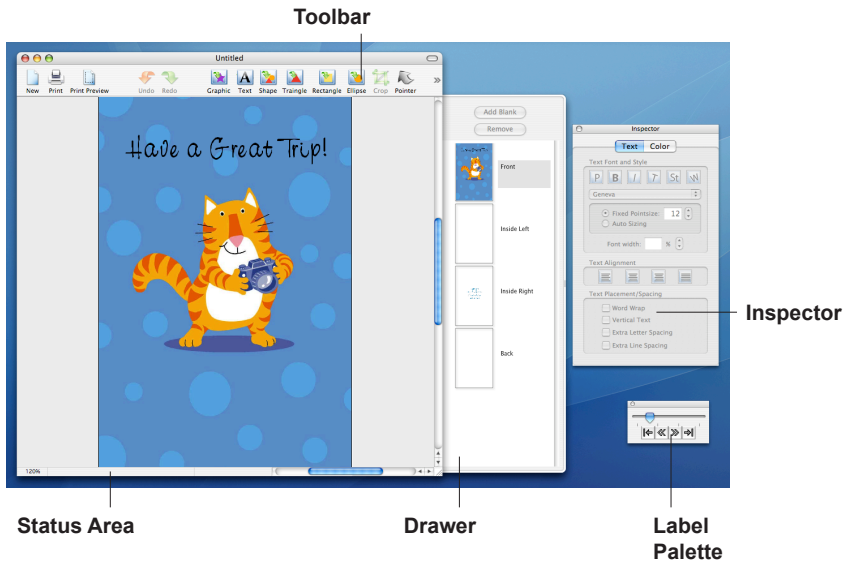 Toolbar
Untitled
New Print Print Preview Undo Redo Graphic Text Shape Traingle Rectangle Ellipse Crop Pointer »
Have a Great Trip!
120%
Add Blank
Remove
Front
Inside Left
Inside Right
Back
Inspector
Text Color
Text Font and Style
P B I T St W
Geneva
Fixed Pointsize: 12
Auto Sizing
Font width: %
Text Alignment
Text Placement/Spacing
Word Wrap
Vertical Text
Extra Letter Spacing
Extra Line Spacing
Inspector
Status Area
Drawer
Label
Palette